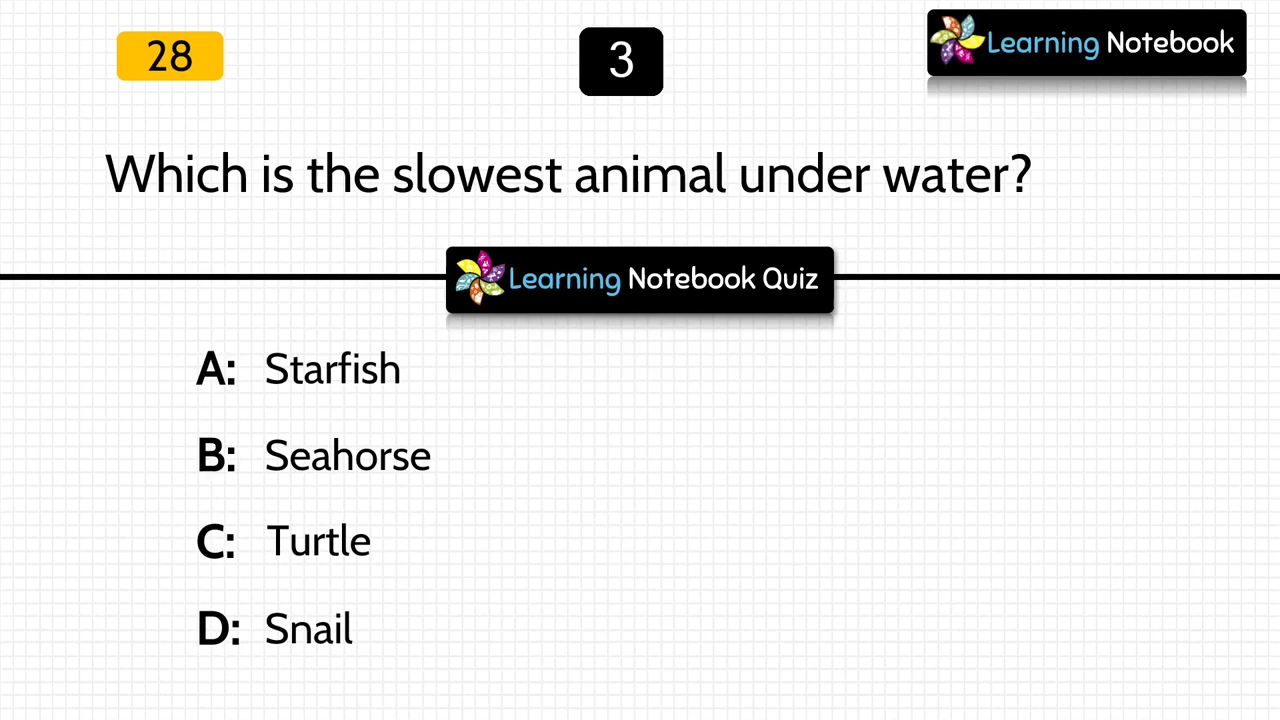 28
3
Learning Notebook
Which is the slowest animal under water?
Learning Notebook Quiz
A: Starfish
B: Seahorse
C: Turtle
D: Snail